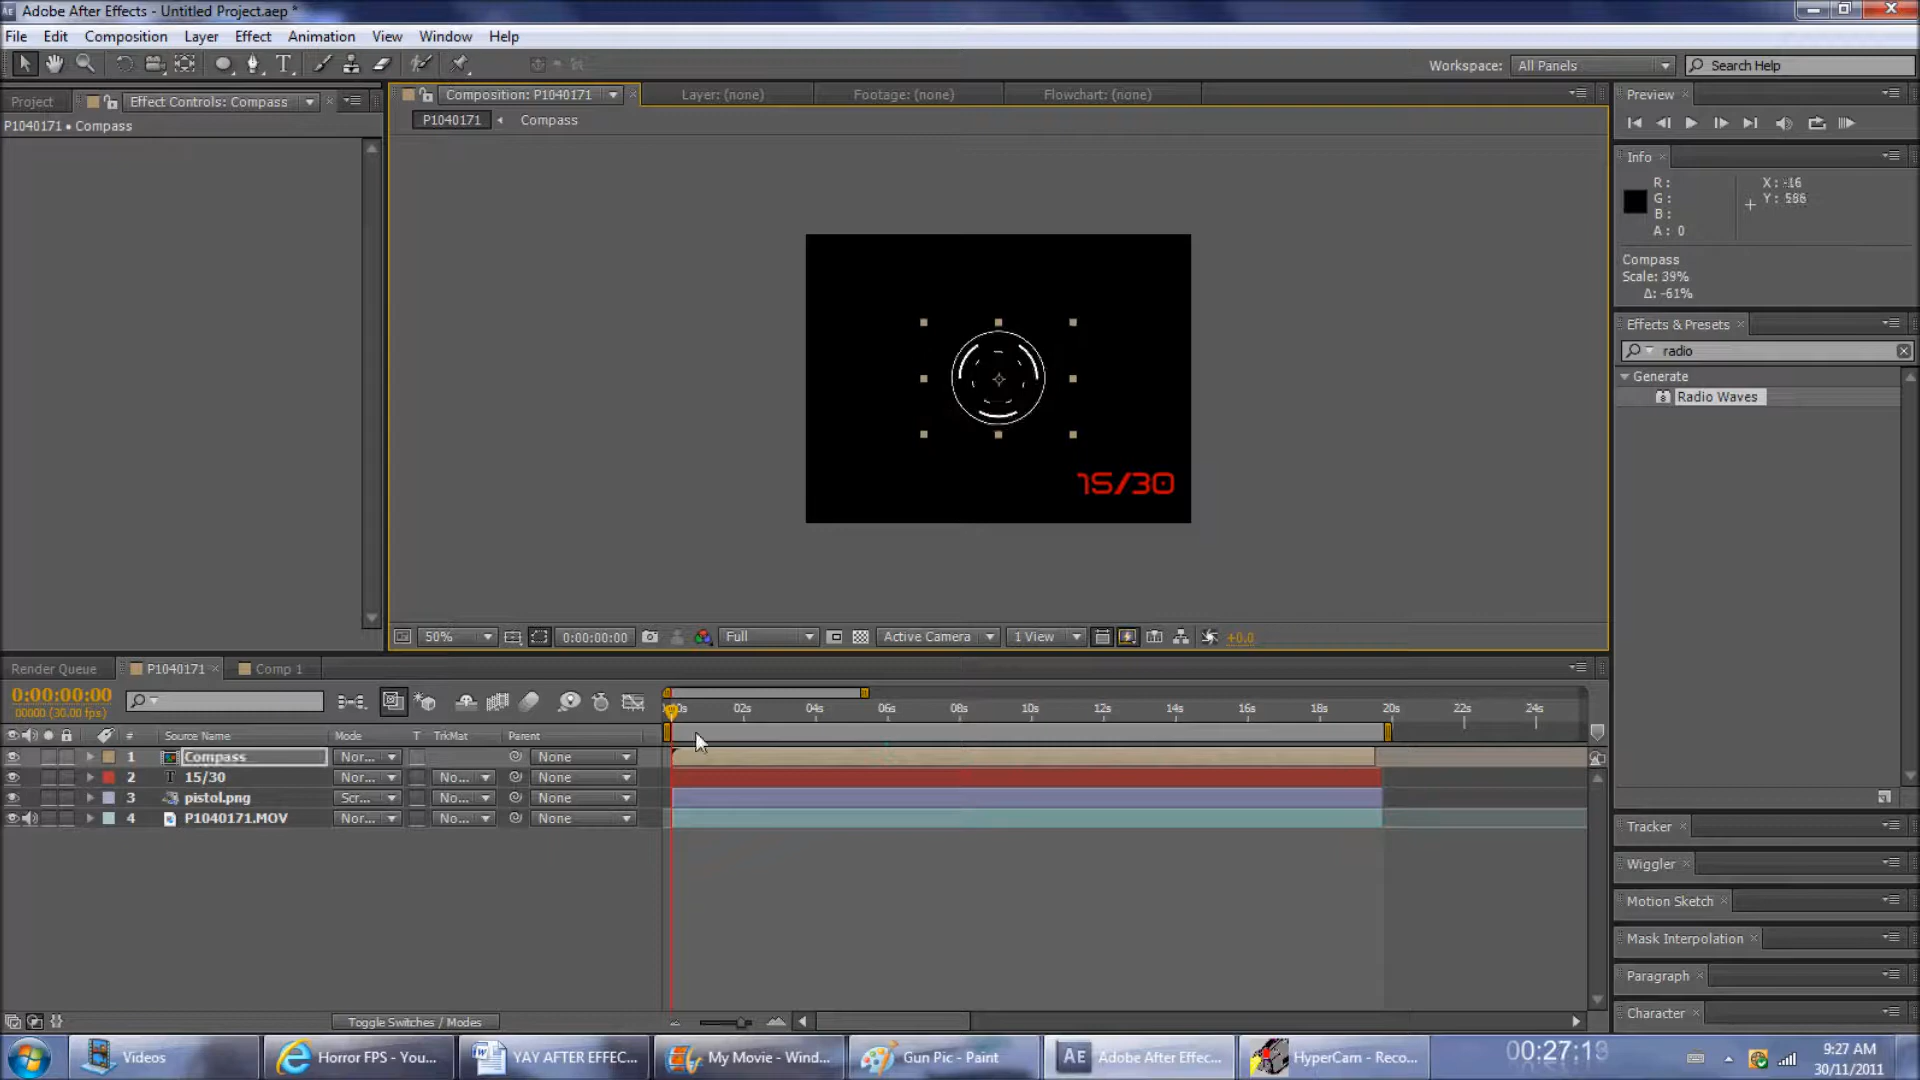 Adobe After Effects - Untitled Project.aep *
File Edit Composition Layer Effect Animation View Window Help
Workspace: All Panels Search Help
Project Effect Controls: Compass Composition: P1040171 Layer: (none) Footage: (none) Flowchart: (none) Preview
P1040171 • Compass
P1040171 Compass
Info
R: X: -16
G: Y: 586
B:
A: 0
Compass
Scale: 39%
Δ: -61%
Effects & Presets
radio
Generate
Radio Waves
15/30
50% 0:00:00:00 Full Active Camera 1 View +0.0
Render Queue P1040171 Comp 1
0:00:00:00
00000 (30.00 fps)
02s 04s 06s 08s 10s 12s 14s 16s 18s 20s 22s 24s
# Source Name Mode T TrkMat Parent
1 Compass Nor... None
2 T 15/30 Nor... No... None
3 pistol.png Scr... No... None
4 P1040171.MOV Nor... No... None
Tracker
Wiggler
Motion Sketch
Mask Interpolation
Paragraph
Character
Toggle Switches / Modes
Videos Horror FPS - You... YAY AFTER EFFEC... My Movie - Wind... Gun Pic - Paint Adobe After Effec... HyperCam - Reco... 00:27:13 9:27 AM
30/11/2011